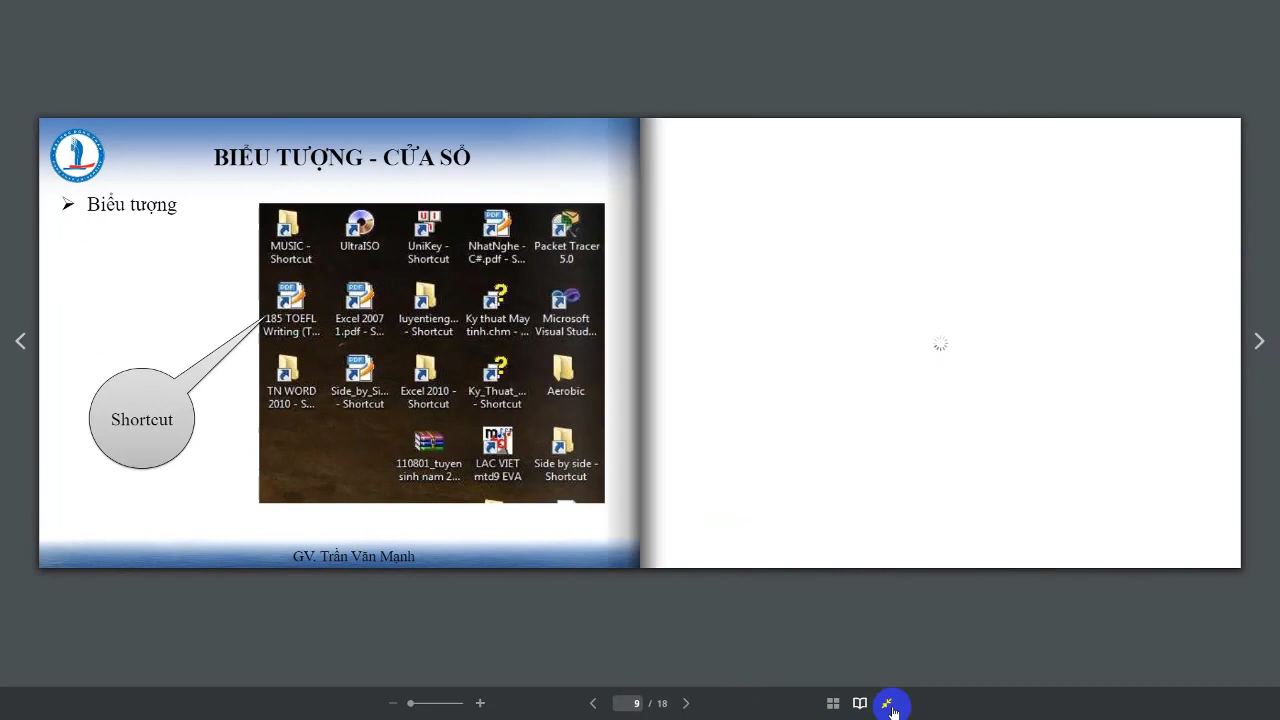 BIỂU TƯỢNG - CỬA SỔ
➢ Biểu tượng
MUSIC -
Shortcut
UltraISO
UniKey -
Shortcut
NhatNghe -
C#.pdf - S...
Packet Tracer
5.0
185 TOEFL
Writing (T...
Excel 2007
1.pdf - S...
luyentieng...
- Shortcut
Ky thuat May
tinh.chm - ...
Microsoft
Visual Stud...
TN WORD
2010 - S...
Side_by_Si...
- Shortcut
Excel 2010 -
Shortcut
Ky_Thuat_...
- Shortcut
Aerobic
110801_tuyen
sinh nam 2...
LAC VIET
mtd9 EVA
Side by side -
Shortcut
Shortcut
GV. Trần Văn Mạnh
9 / 18